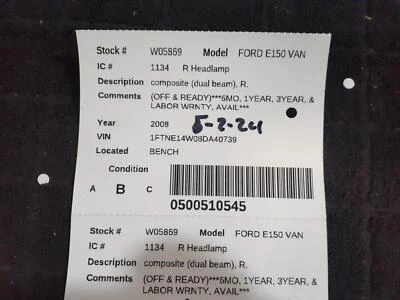 Stock # W05869 Model FORD E150 VAN
IC # 1134 R Headlamp
Description composite (dual beam), R.
Comments (OFF & READY)***6MO, 1YEAR, 3YEAR, &
LABOR WRNTY, AVAIL***
Year 2008 5-2-24
VIN 1FTNE14W08DA40739
Located BENCH
Condition
A B C
0500510545
Stock # W05869 Model FORD E150 VAN
IC # 1134 R Headlamp
Description composite (dual beam), R.
Comments (OFF & READY)***6MO, 1YEAR, 3YEAR, &
LABOR WRNTY, AVAIL***